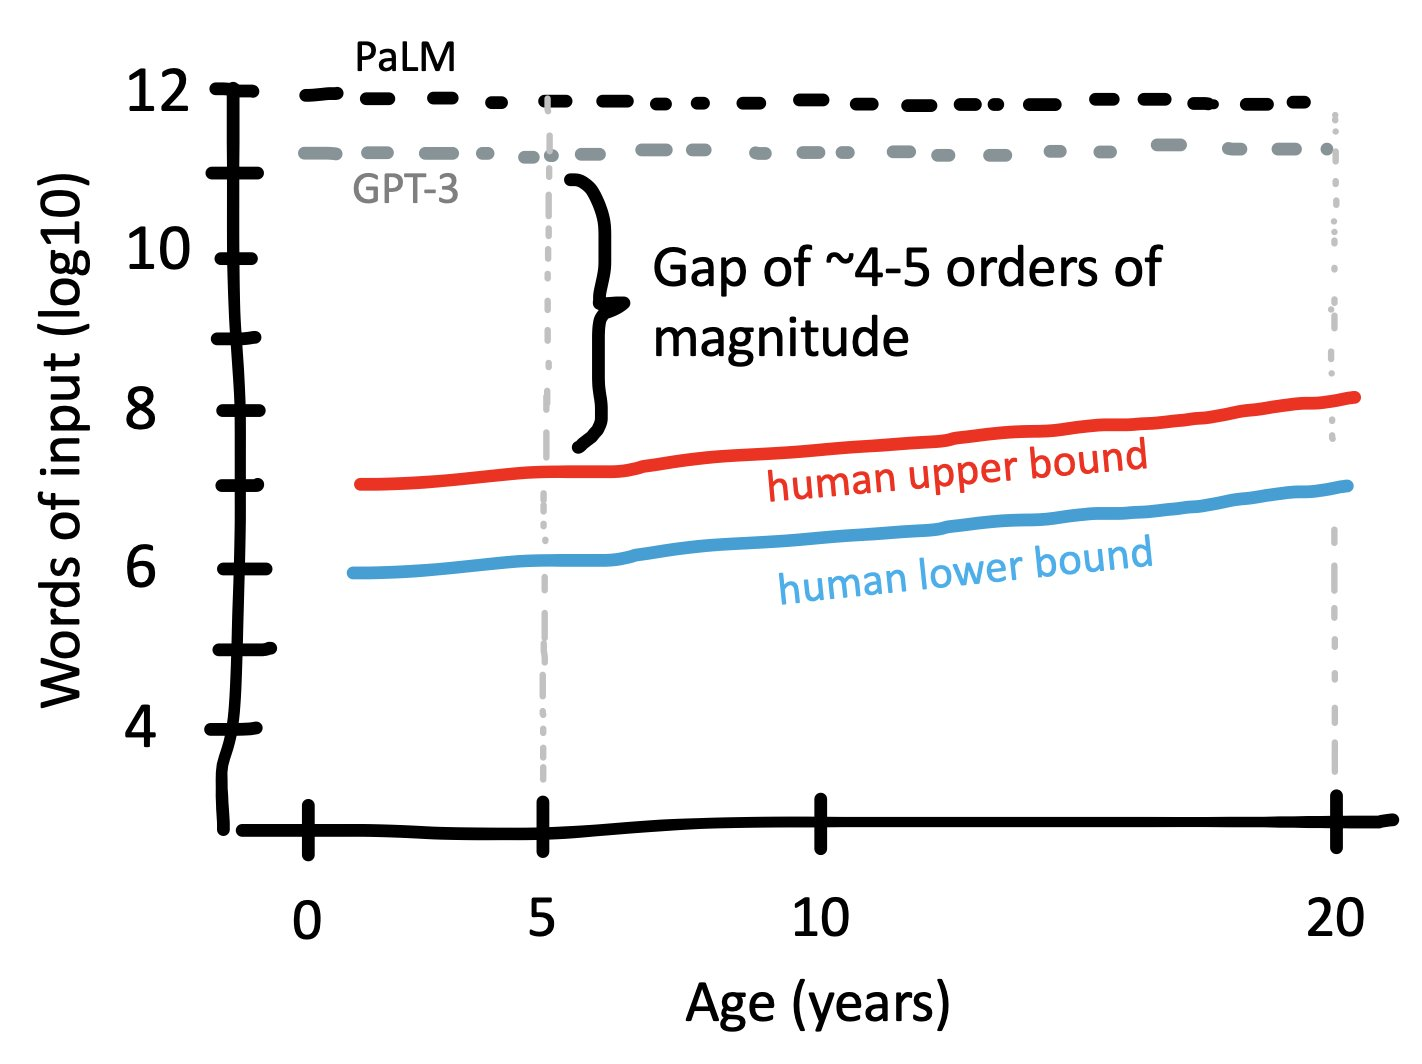 PaLM
12
GPT-3
10
Gap of ~4-5 orders of
magnitude
8
human upper bound
6
human lower bound
4
Words of input (log10)
0
5
10
20
Age (years)